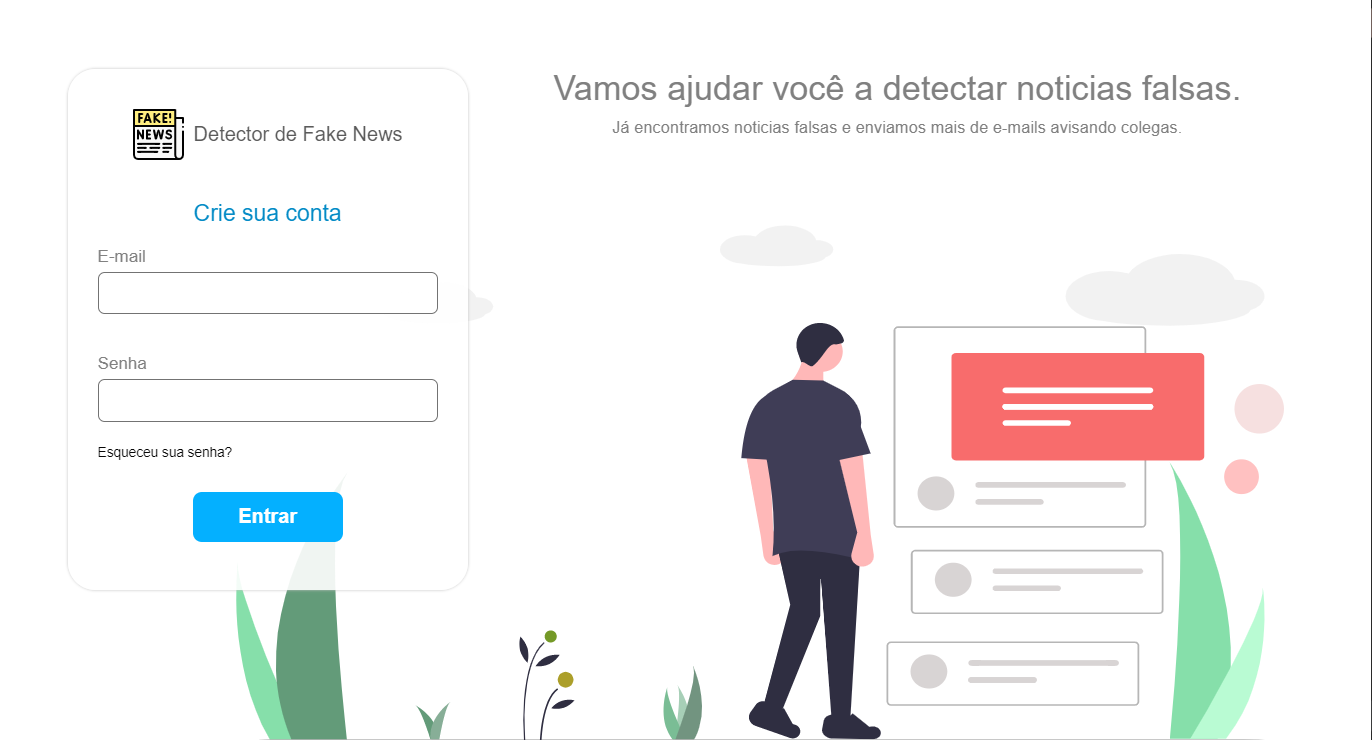 FAKE!
NEWS
Detector de Fake News
Crie sua conta
E-mail
Senha
Esqueceu sua senha?
Entrar
Vamos ajudar você a detectar noticias falsas.
Já encontramos noticias falsas e enviamos mais de e-mails avisando colegas.